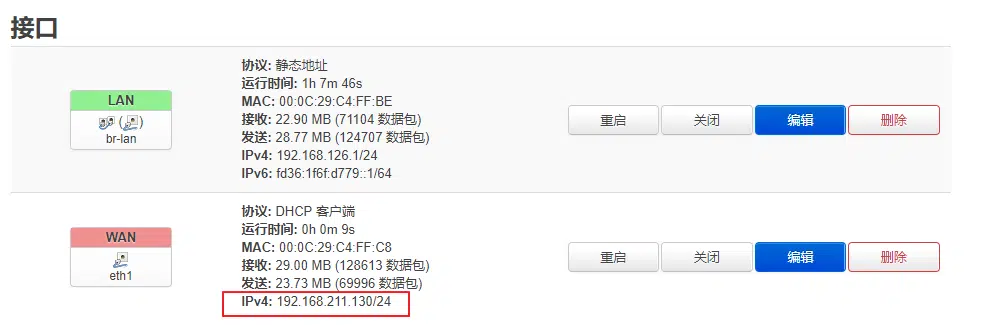 接口
LAN
br-lan
协议: 静态地址
运行时间: 1h 7m 46s
MAC: 00:0C:29:C4:FF:BE
接收: 22.90 MB (71104 数据包)
发送: 28.77 MB (124707 数据包)
IPv4: 192.168.126.1/24
IPv6: fd36:1f6f:d779::1/64
重启
关闭
编辑
删除
WAN
eth1
协议: DHCP 客户端
运行时间: 0h 0m 9s
MAC: 00:0C:29:C4:FF:C8
接收: 29.00 MB (128613 数据包)
发送: 23.73 MB (69996 数据包)
IPv4: 192.168.211.130/24
重启
关闭
编辑
删除